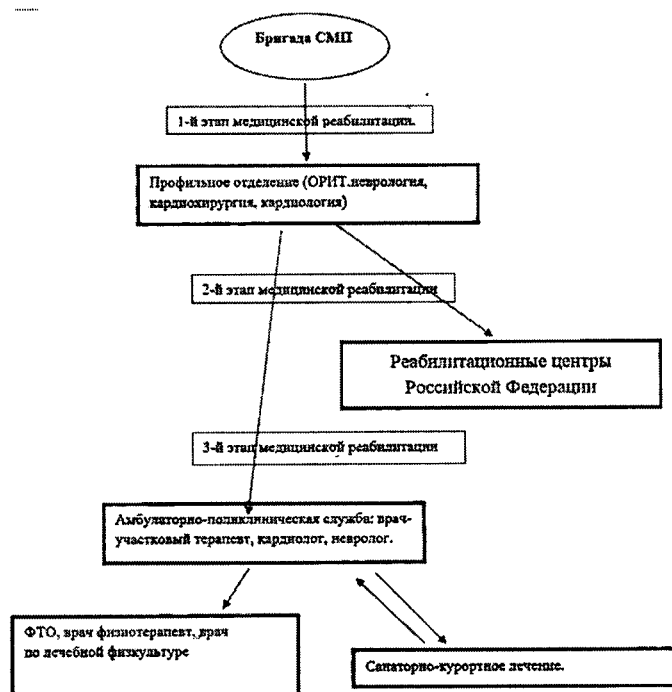 Бригада СМП
1-й этап медицинской реабилитации.
Профильное отделение (ОРИТ.неврология,
кардиохирургия, кардиология)
2-й этап медицинской реабилитации
Реабилитационные центры
Российской Федерации
3-й этап медицинской реабилитации
Амбулаторно-поликлиническая служба: врач-
участковый терапевт, кардиолог, невролог.
ФТО, врач физиотерапевт, врач
по лечебной физкультуре
Санаторно-курортное лечение.